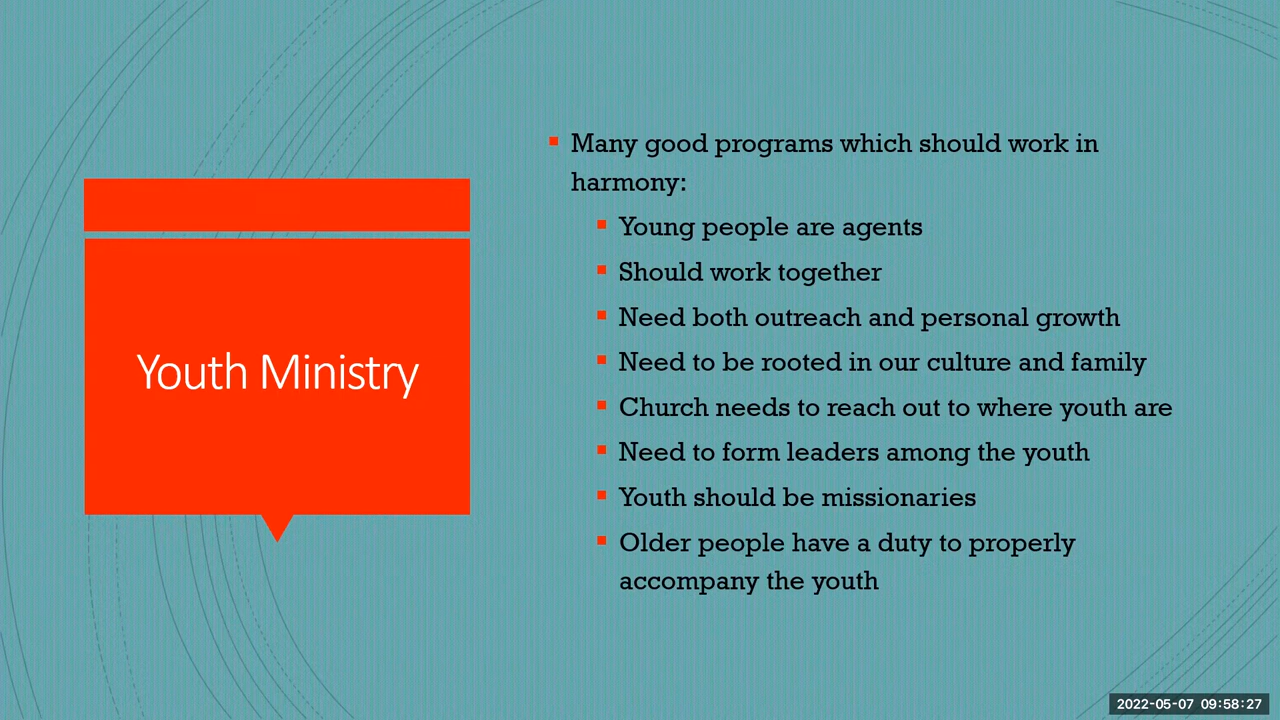 Youth Ministry
Many good programs which should work in
harmony:
Young people are agents
Should work together
Need both outreach and personal growth
Need to be rooted in our culture and family
Church needs to reach out to where youth are
Need to form leaders among the youth
Youth should be missionaries
Older people have a duty to properly
accompany the youth
2022-05-07 09:58:27